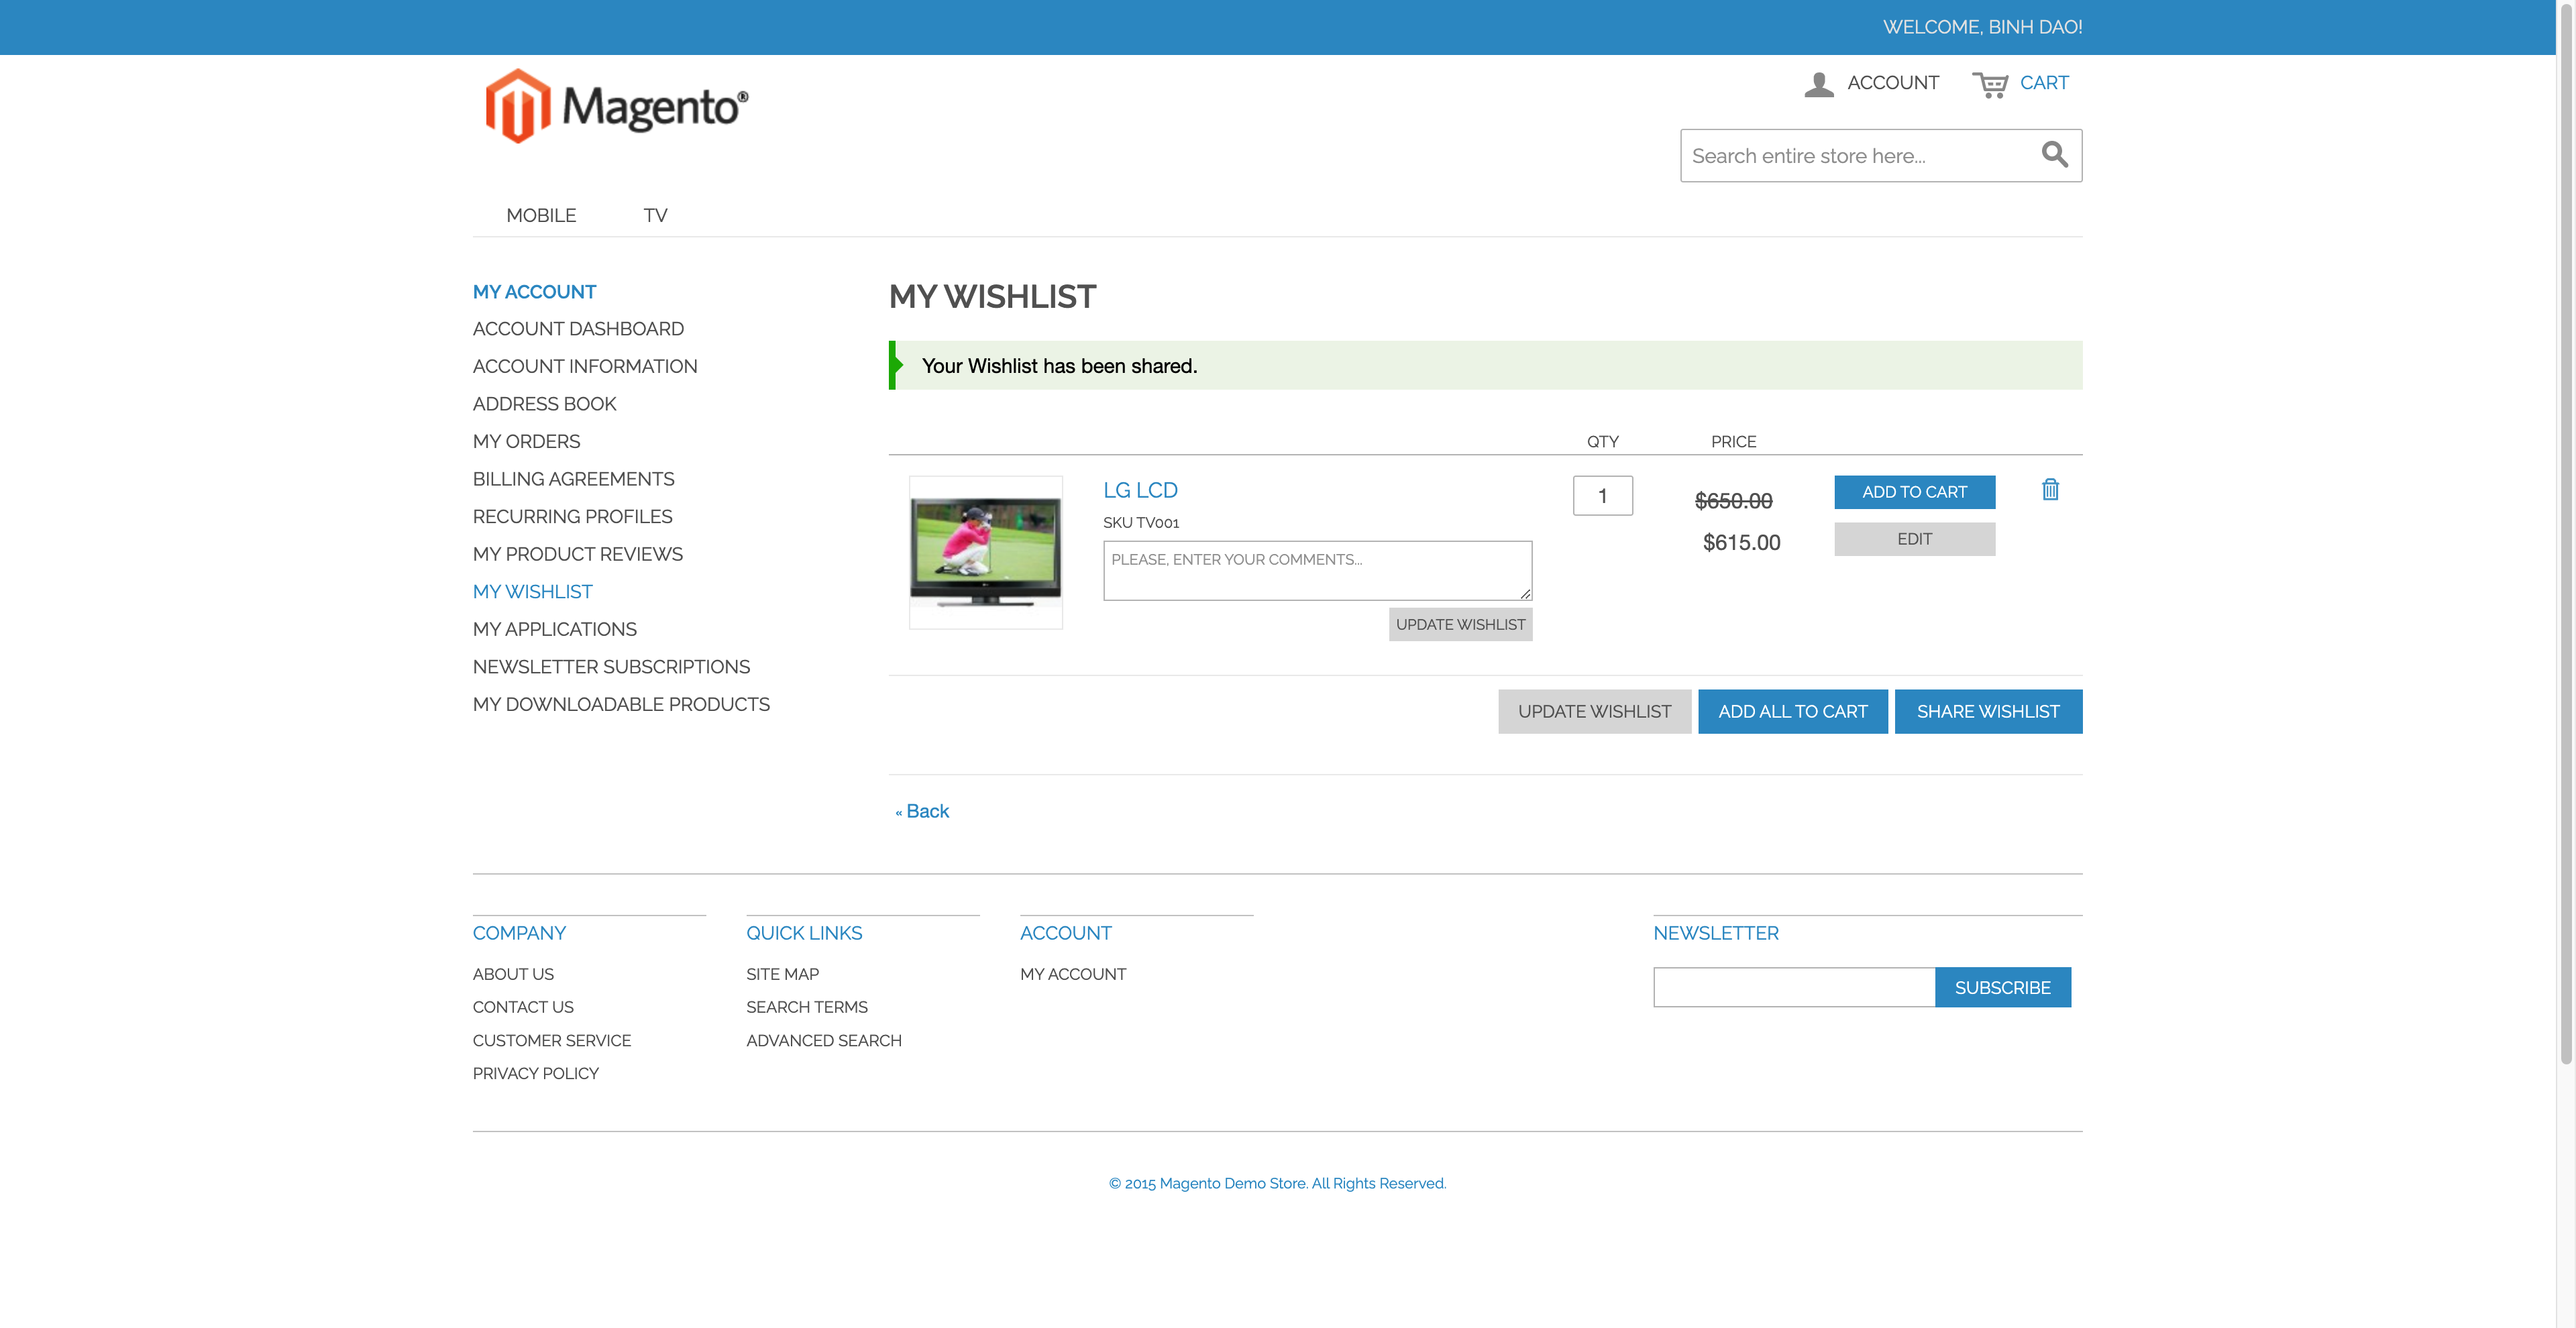 WELCOME, BINH DAO!
Magento®
ACCOUNT
CART
Search entire store here...
MOBILE
TV
MY ACCOUNT
ACCOUNT DASHBOARD
ACCOUNT INFORMATION
ADDRESS BOOK
MY ORDERS
BILLING AGREEMENTS
RECURRING PROFILES
MY PRODUCT REVIEWS
MY WISHLIST
MY APPLICATIONS
NEWSLETTER SUBSCRIPTIONS
MY DOWNLOADABLE PRODUCTS
MY WISHLIST
Your Wishlist has been shared.
QTY
PRICE
LG LCD
SKU TV001
PLEASE, ENTER YOUR COMMENTS...
UPDATE WISHLIST
1
$650.00
$615.00
ADD TO CART
EDIT
UPDATE WISHLIST
ADD ALL TO CART
SHARE WISHLIST
« Back
COMPANY
ABOUT US
CONTACT US
CUSTOMER SERVICE
PRIVACY POLICY
QUICK LINKS
SITE MAP
SEARCH TERMS
ADVANCED SEARCH
ACCOUNT
MY ACCOUNT
NEWSLETTER
SUBSCRIBE
© 2015 Magento Demo Store. All Rights Reserved.